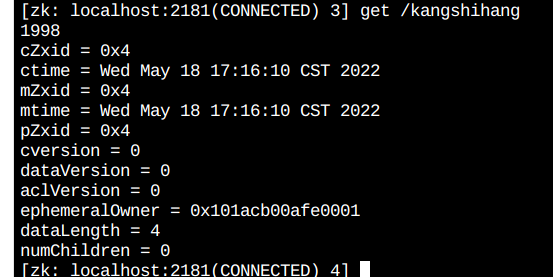 [zk: localhost:2181(CONNECTED) 3] get /kangshihang
1998
cZxid = 0x4
ctime = Wed May 18 17:16:10 CST 2022
mZxid = 0x4
mtime = Wed May 18 17:16:10 CST 2022
pZxid = 0x4
cversion = 0
dataVersion = 0
aclVersion = 0
ephemeralOwner = 0x101acb00afe0001
dataLength = 4
numChildren = 0
[zk: localhost:2181(CONNECTED) 4]